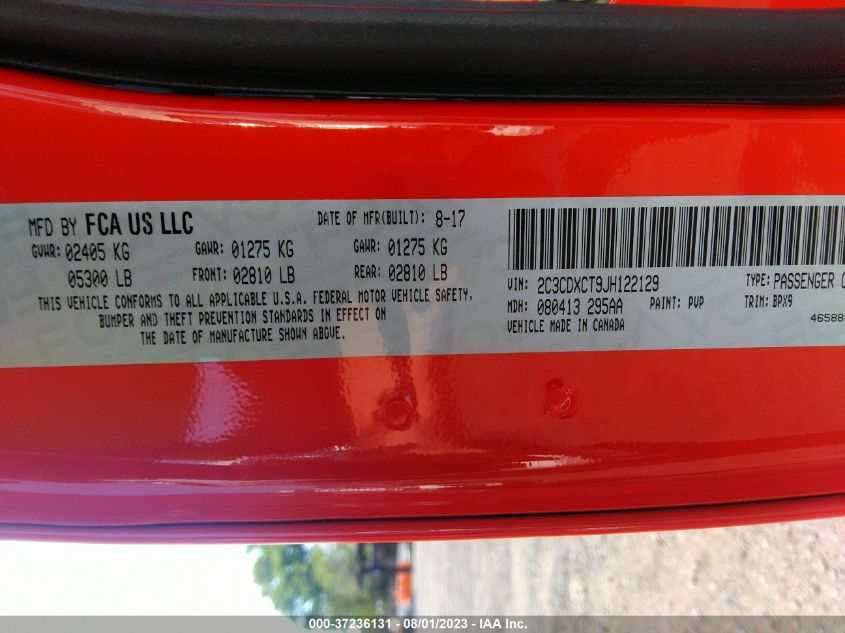 MFD BY FCA US LLC DATE OF MFR(BUILT): 8-17
GVWR: 02405 KG GAWR: 01275 KG GAWR: 01275 KG
05300 LB FRONT: 02810 LB REAR: 02810 LB
THIS VEHICLE CONFORMS TO ALL APPLICABLE U.S.A. FEDERAL MOTOR VEHICLE SAFETY,
BUMPER AND THEFT PREVENTION STANDARDS IN EFFECT ON
THE DATE OF MANUFACTURE SHOWN ABOVE.
VIN: 2C3CDXCT9JH122129 TYPE: PASSENGER
MDH: 080413 295AA PAINT: PVP TRIM: BPX9
VEHICLE MADE IN CANADA 46588
000-37236131 - 08/01/2023 - IAA Inc.